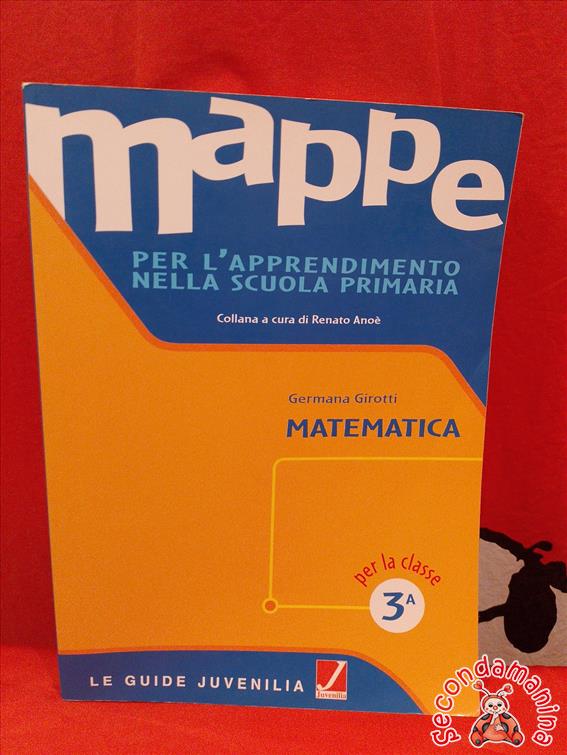 mappe
PER L'APPRENDIMENTO
NELLA SCUOLA PRIMARIA
Collana a cura di Renato Anoè
Germana Girotti
MATEMATICA
per la classe
3A
LE GUIDE JUVENILIA
Juvenilia
secondamanina